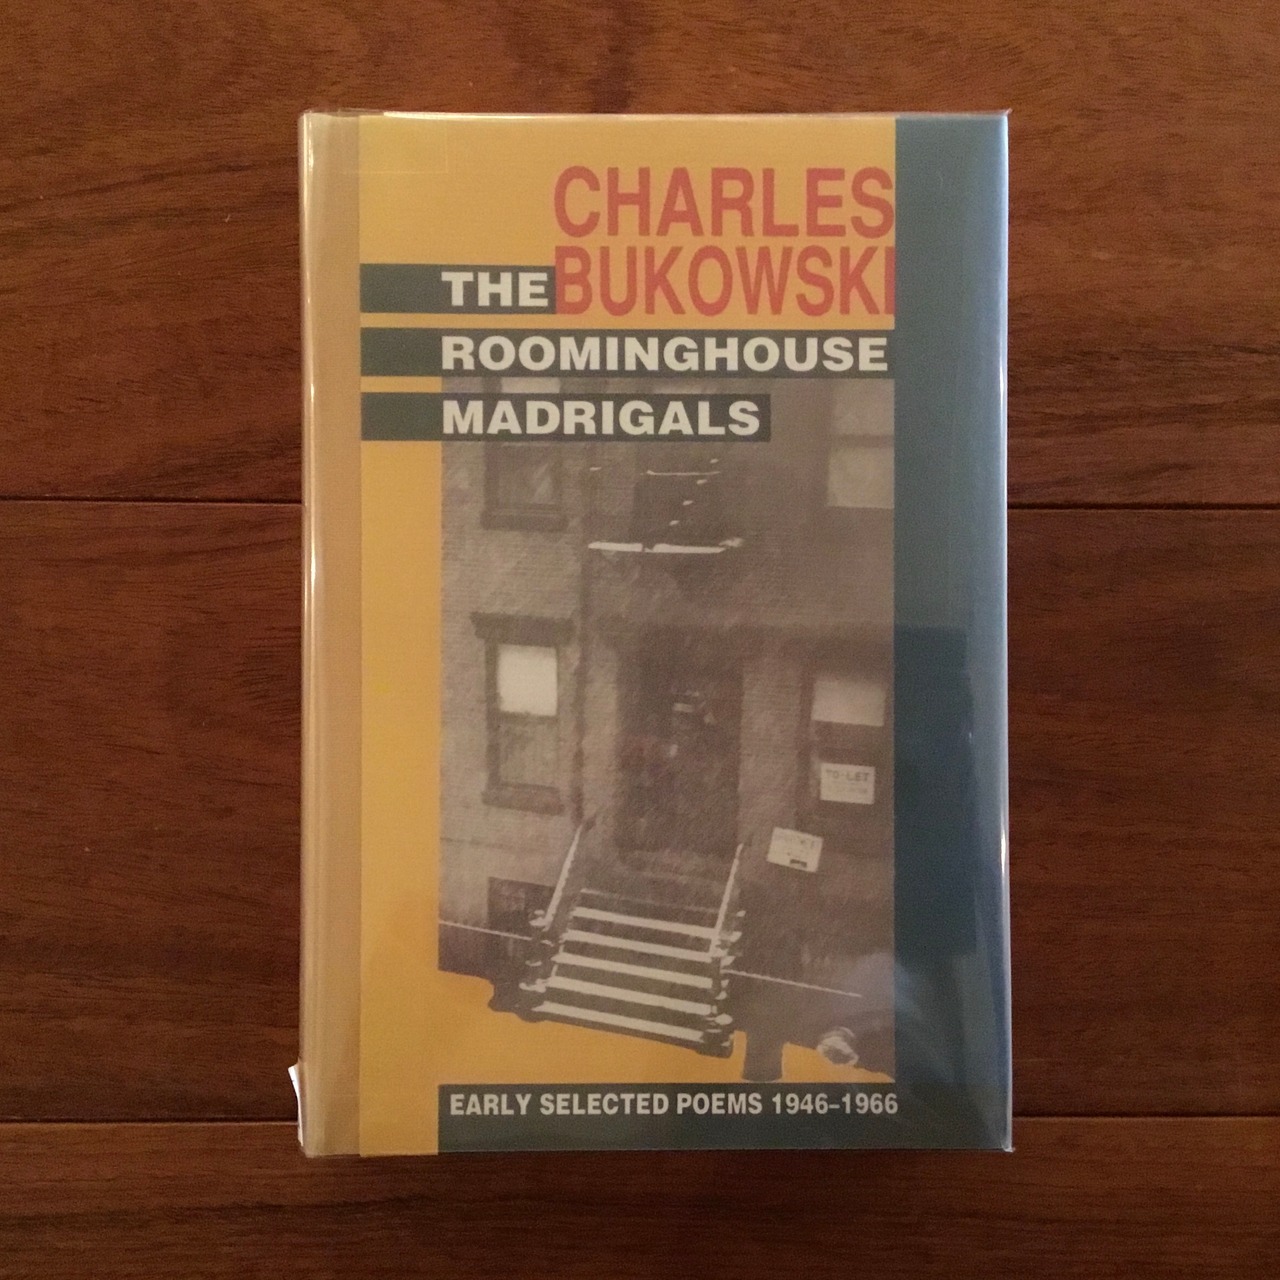 CHARLES
BUKOWSKI
THE
ROOMINGHOUSE
MADRIGALS
TO-LET
EARLY SELECTED POEMS 1946–1966